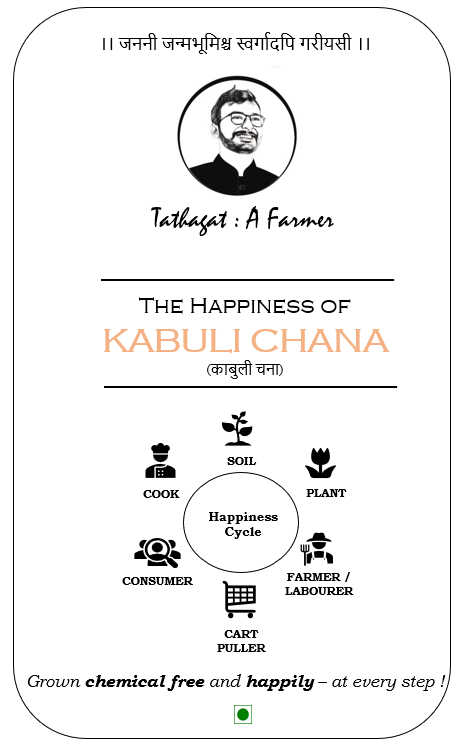 ।। जननी जन्मभूमिश्च स्वर्गादपि गरीयसी ।।
Tathagat : A Farmer
The Happiness of
KABULI CHANA
(काबुली चना)
SOIL
COOK
PLANT
Happiness
Cycle
CONSUMER
FARMER /
LABOURER
CART
PULLER
Grown chemical free and happily – at every step !